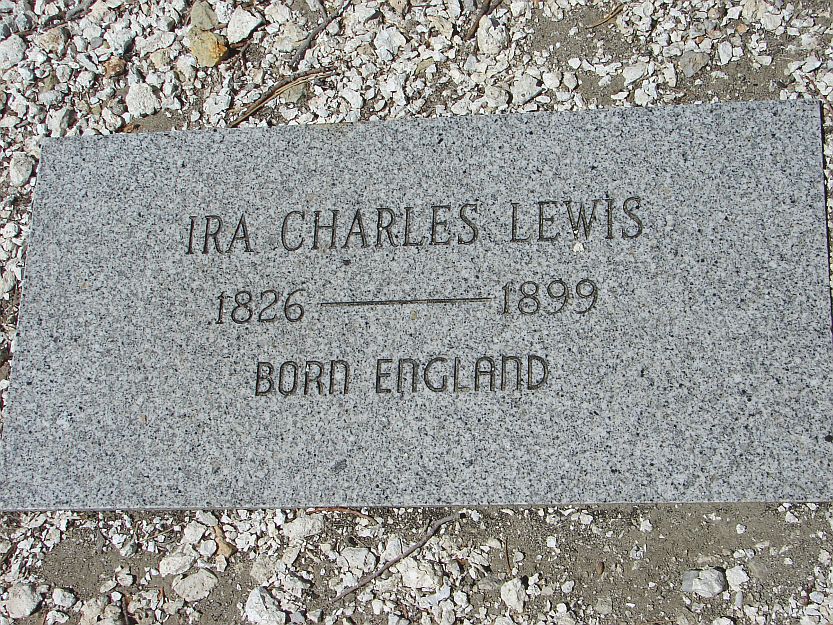 IRA CHARLES LEWIS
1826 — 1899
BORN ENGLAND